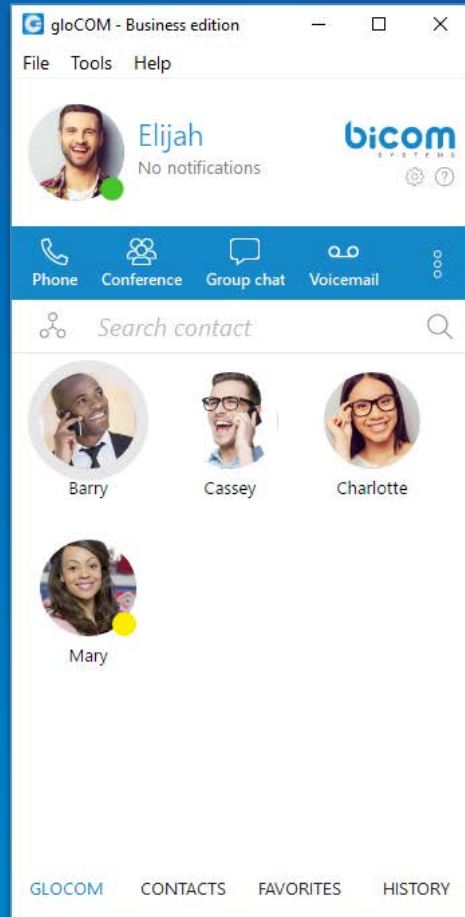 gloCOM - Business edition
File Tools Help
Elijah
No notifications
bicom
SYSTEMS
Phone Conference Group chat Voicemail
Search contact
Barry Cassey Charlotte
Mary
GLOCOM CONTACTS FAVORITES HISTORY